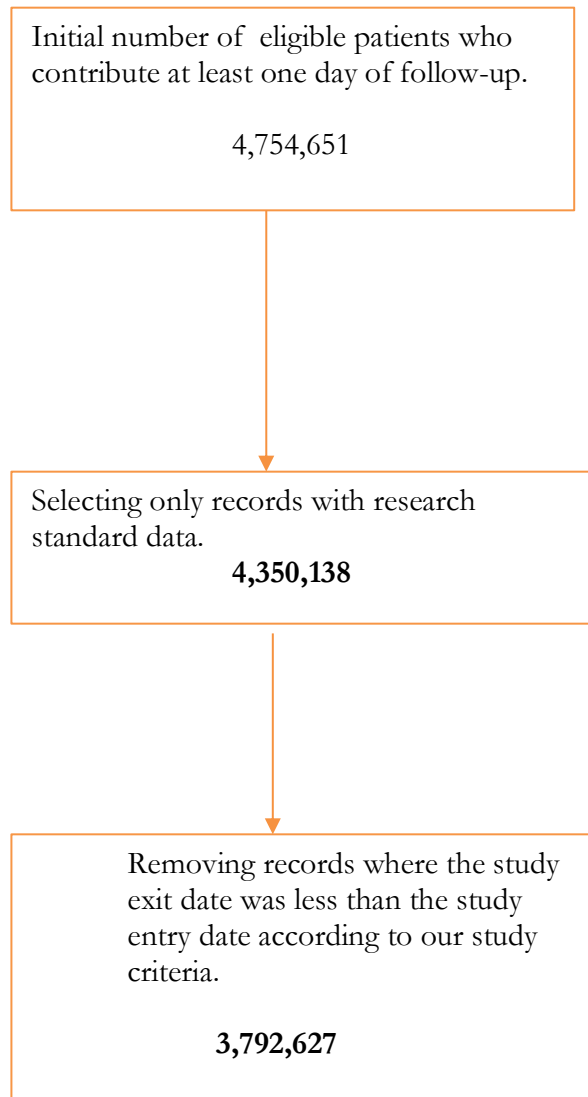 Initial number of  eligible patients who
contribute at least one day of follow-up.
4,754,651
Selecting only records with research
standard data.
4,350,138
Removing records where the study
exit date was less than the study
entry date according to our study
criteria.
3,792,627